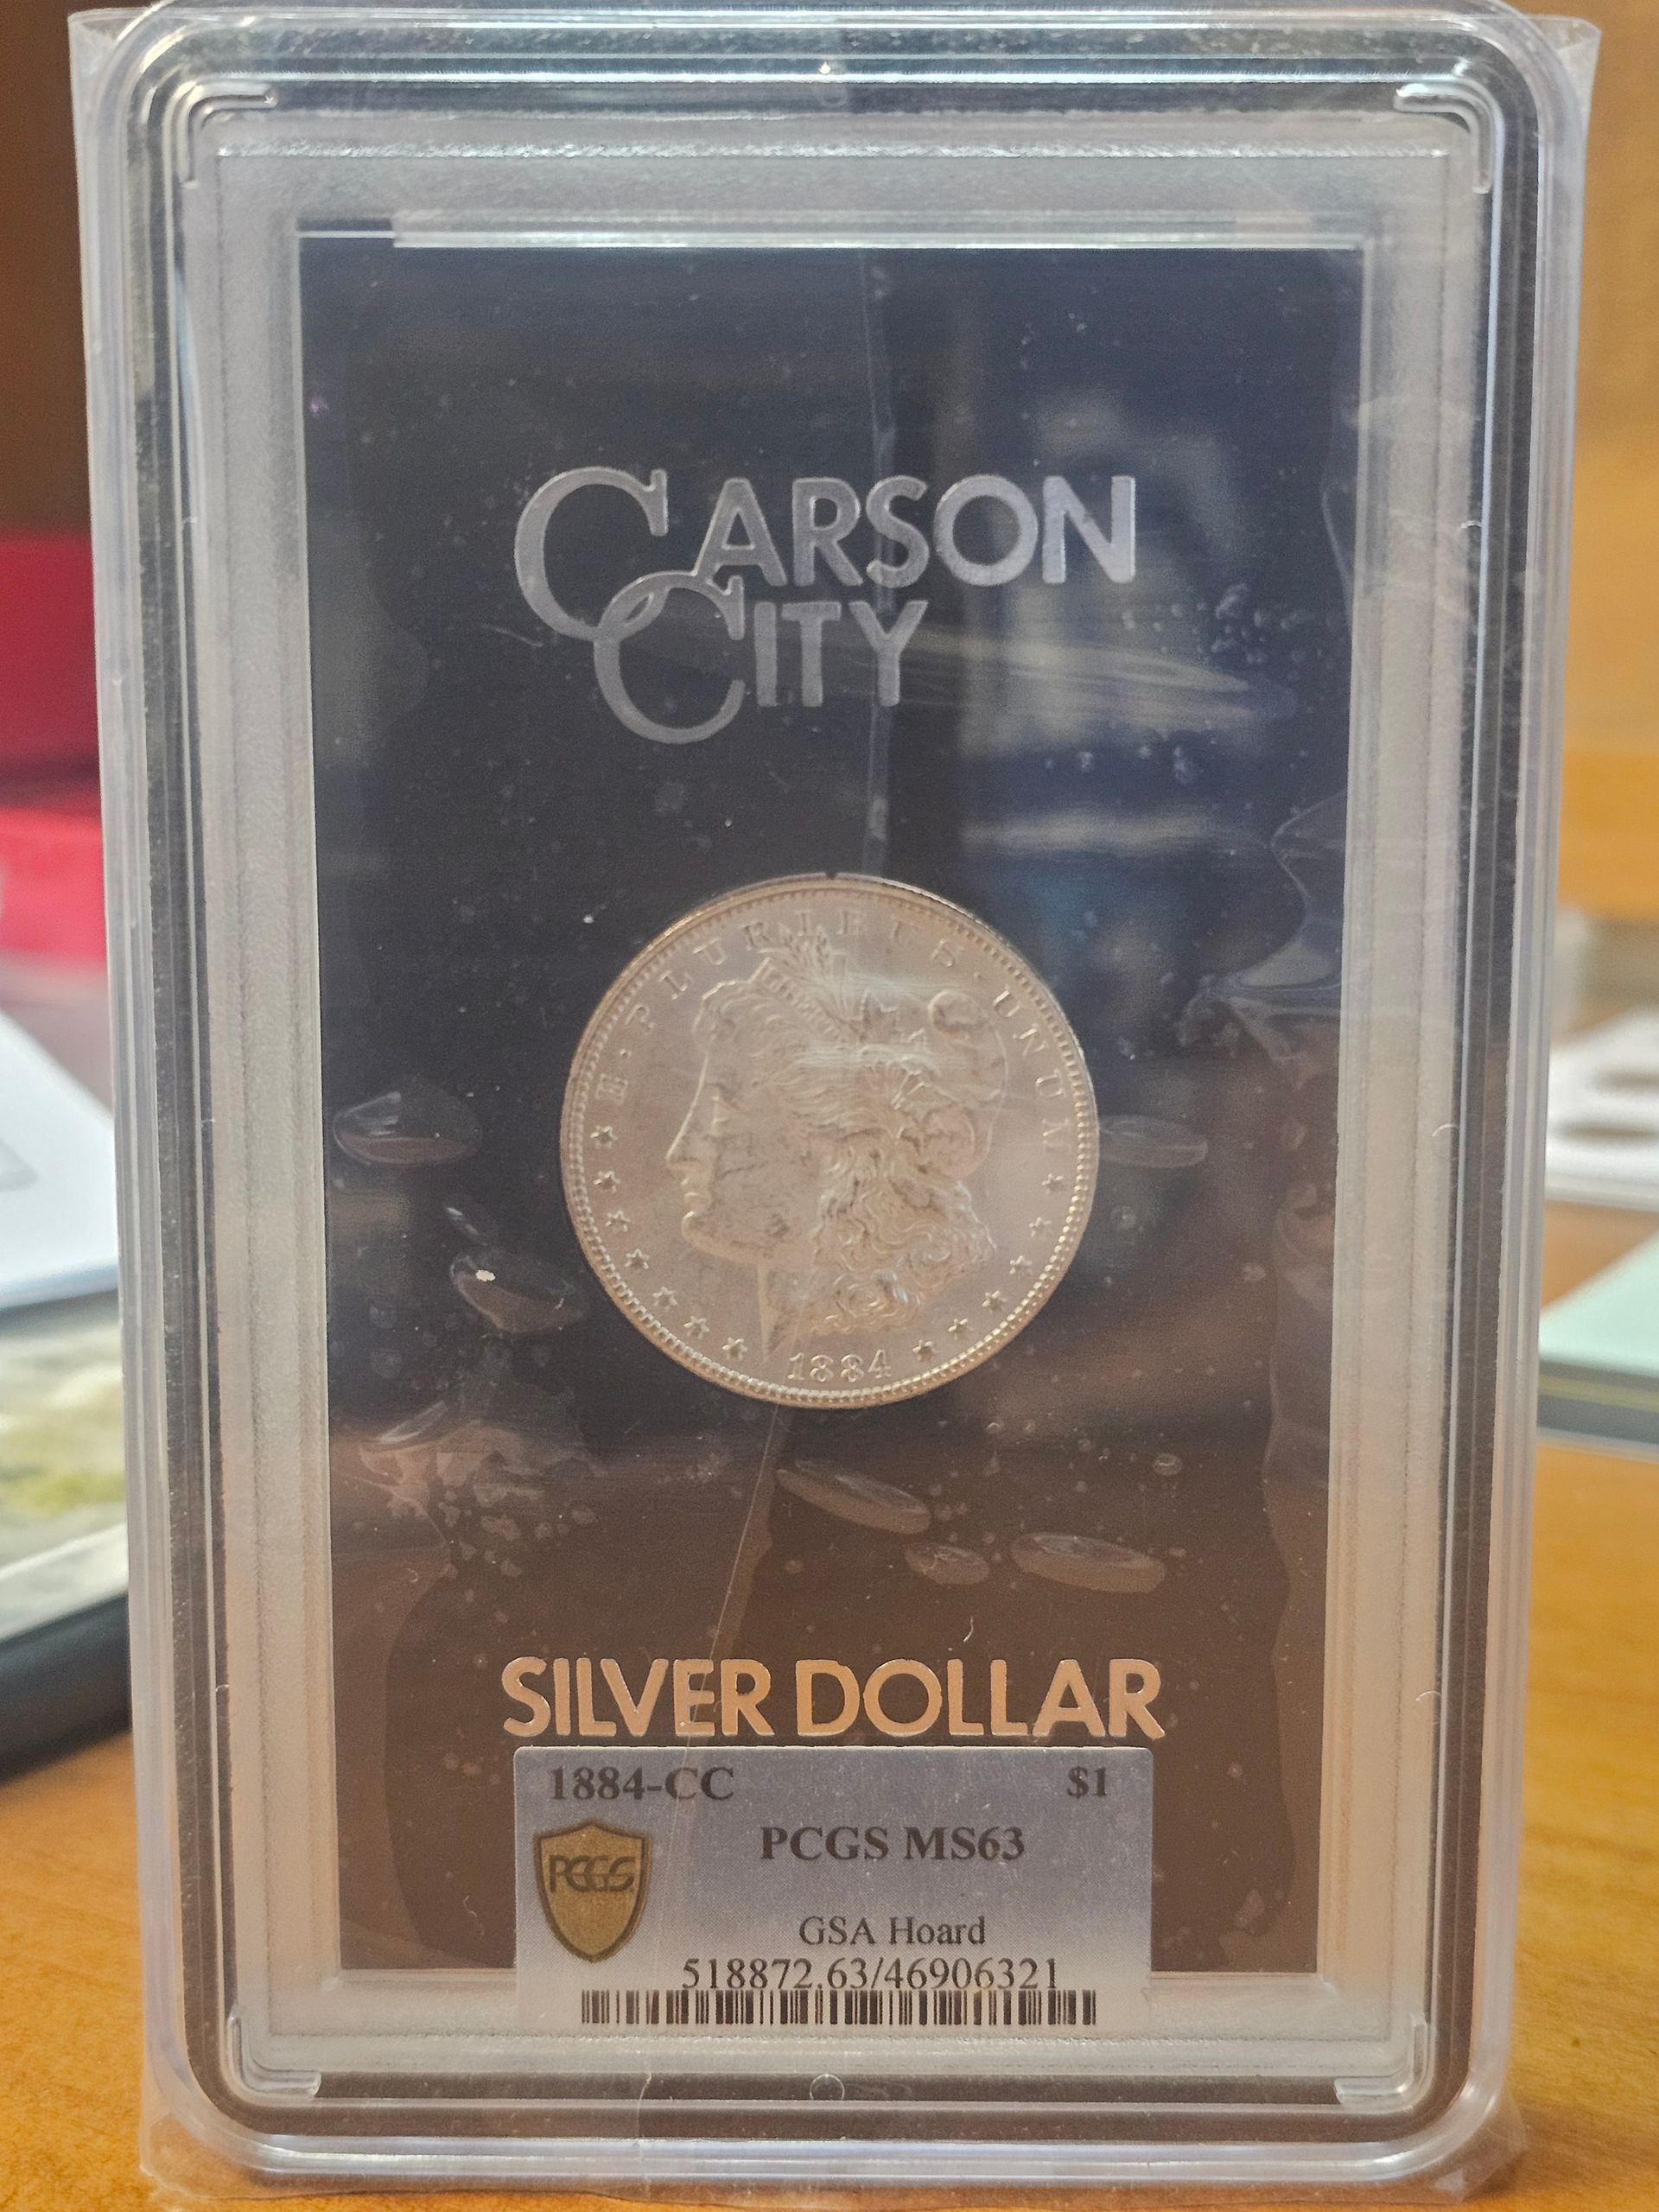 CARSON
CITY
E·PLURIBUS·UNUM
1884
SILVER DOLLAR
1884-CC $1
PCGS MS63
PCGS
GSA Hoard
518872.63/46906321